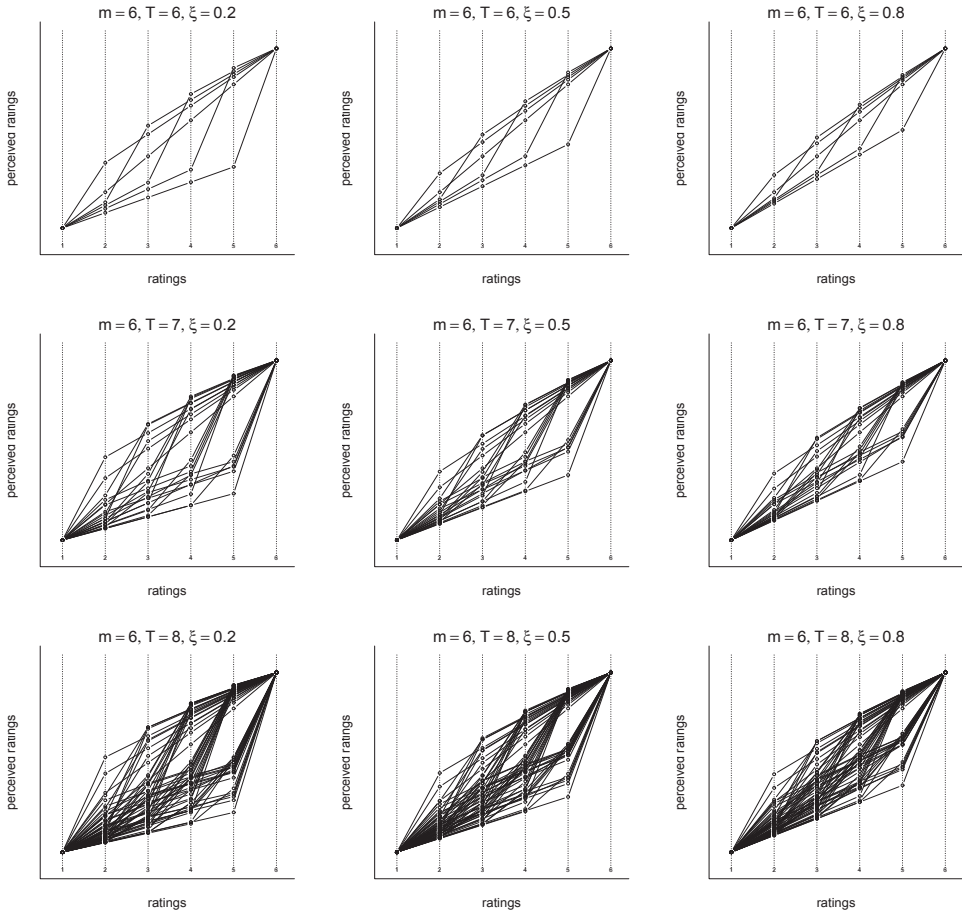 m = 6, T = 6, ξ = 0.2
perceived ratings
1 2 3 4 5 6
ratings
m = 6, T = 6, ξ = 0.5
perceived ratings
1 2 3 4 5 6
ratings
m = 6, T = 6, ξ = 0.8
perceived ratings
1 2 3 4 5 6
ratings
m = 6, T = 7, ξ = 0.2
perceived ratings
1 2 3 4 5 6
ratings
m = 6, T = 7, ξ = 0.5
perceived ratings
1 2 3 4 5 6
ratings
m = 6, T = 7, ξ = 0.8
perceived ratings
1 2 3 4 5 6
ratings
m = 6, T = 8, ξ = 0.2
perceived ratings
1 2 3 4 5 6
ratings
m = 6, T = 8, ξ = 0.5
perceived ratings
1 2 3 4 5 6
ratings
m = 6, T = 8, ξ = 0.8
perceived ratings
1 2 3 4 5 6
ratings